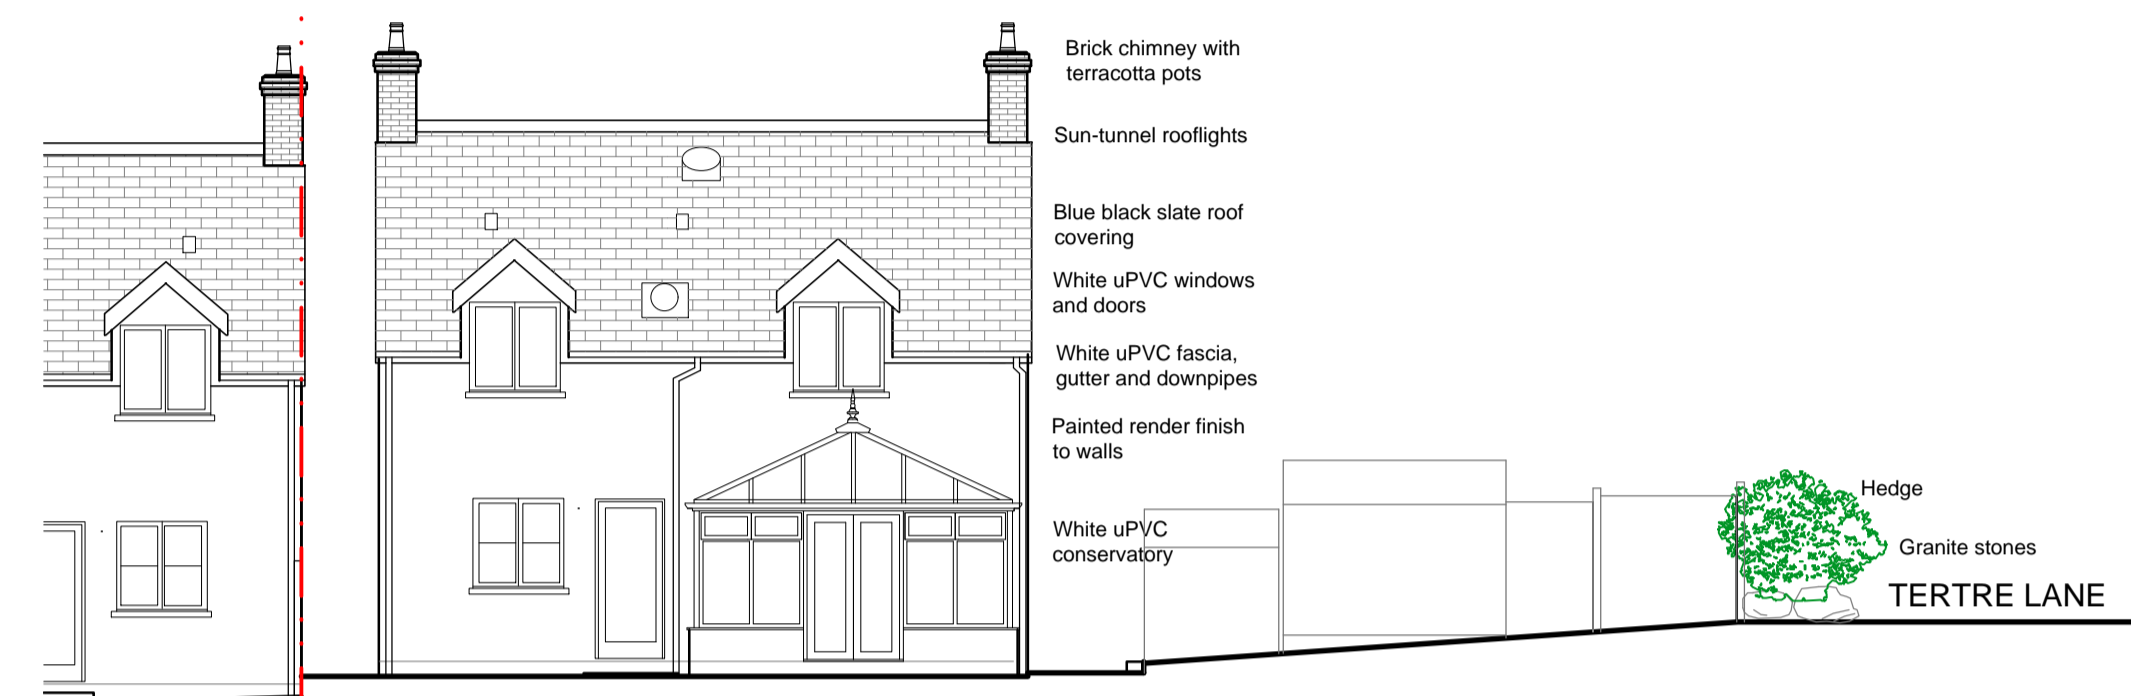 Brick chimney with
terracotta pots
Sun-tunnel rooflights
Blue black slate roof
covering
White uPVC windows
and doors
White uPVC fascia,
gutter and downpipes
Painted render finish
to walls
White uPVC
conservatory
Hedge
Granite stones
TERTRE LANE